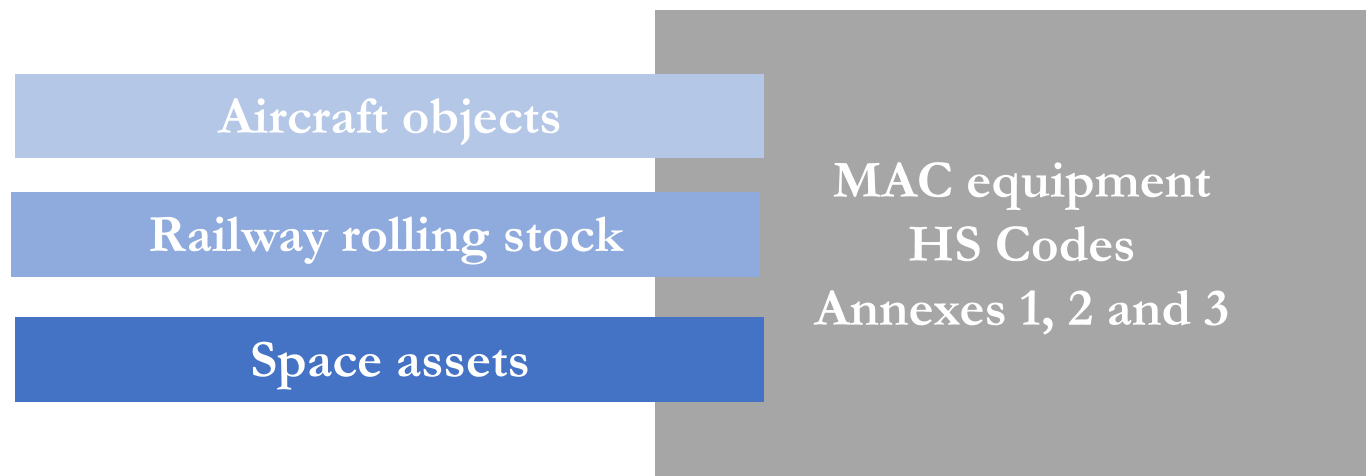 Aircraft objects
Railway rolling stock
Space assets
MAC equipment
HS Codes
Annexes 1, 2 and 3